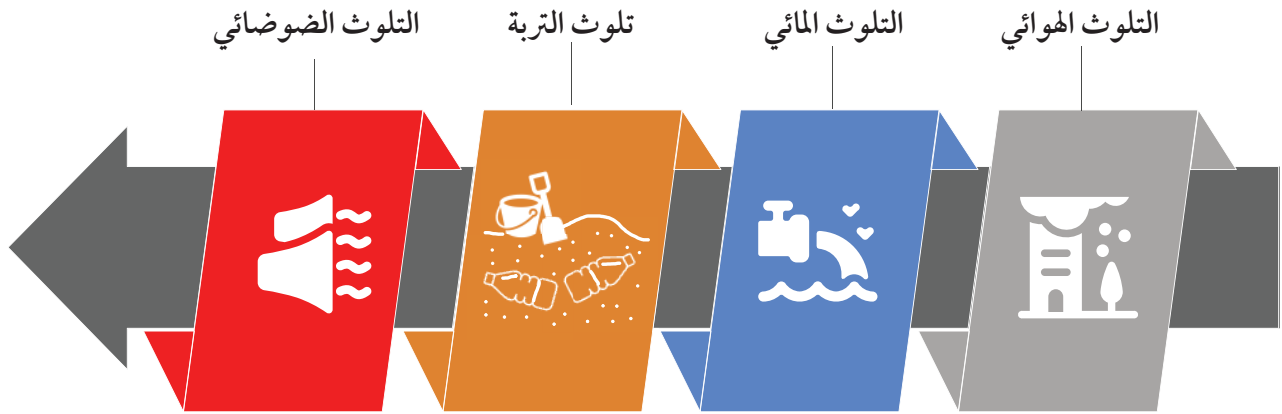 التلوث الهوائي
التلوث المائي
تلوث التربة
التلوث الضوضائي